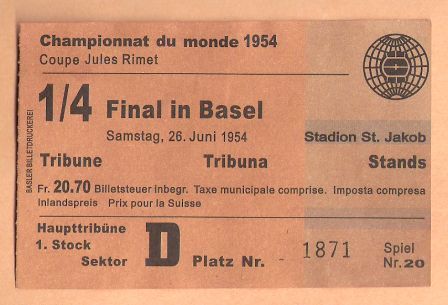 Championnat du monde 1954
Coupe Jules Rimet
1/4 Final in Basel
Samstag, 26. Juni 1954
Stadion St. Jakob
Tribune Tribuna Stands
Fr. 20.70 Billetsteuer inbegr. Taxe municipale comprise. Imposta compresa
Inlandspreis Prix pour la Suisse
Haupttribüne
1. Stock
Sektor D Platz Nr. - 1871 Spiel Nr. 20
BASLER BILLETDRUCKEREI